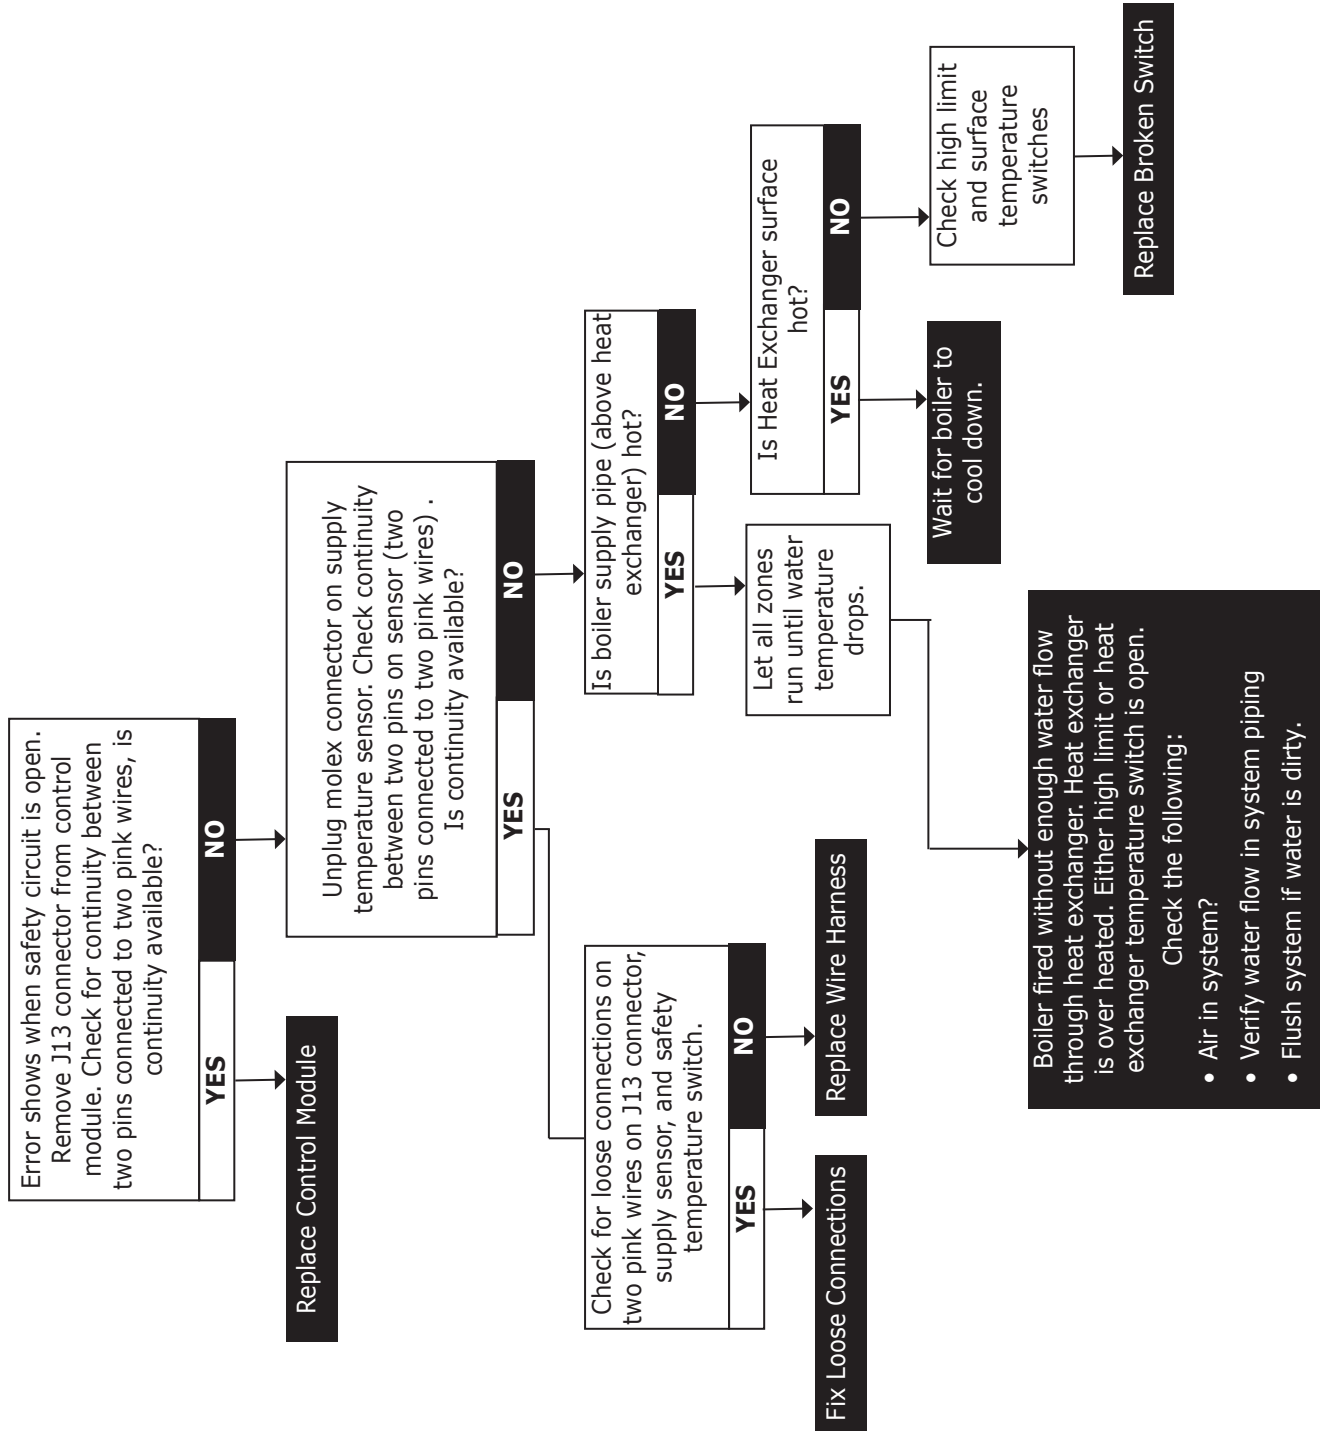 Error shows when safety circuit is open.
Remove J13 connector from control
module. Check for continuity between
two pins connected to two pink wires, is
continuity available?
YES
NO
Replace Control Module
Unplug molex connector on supply
temperature sensor. Check continuity
between two pins on sensor (two
pins connected to two pink wires) .
Is continuity available?
YES
NO
Check for loose connections on
two pink wires on J13 connector,
supply sensor, and safety
temperature switch.
YES
NO
Fix Loose Connections
Replace Wire Harness
Is boiler supply pipe (above heat
exchanger) hot?
YES
NO
Let all zones
run until water
temperature
drops.
Boiler fired without enough water flow
through heat exchanger. Heat exchanger
is over heated. Either high limit or heat
exchanger temperature switch is open.
Check the following:
• Air in system?
• Verify water flow in system piping
• Flush system if water is dirty.
Is Heat Exchanger surface
hot?
YES
NO
Wait for boiler to
cool down.
Check high limit
and surface
temperature
switches
Replace Broken Switch